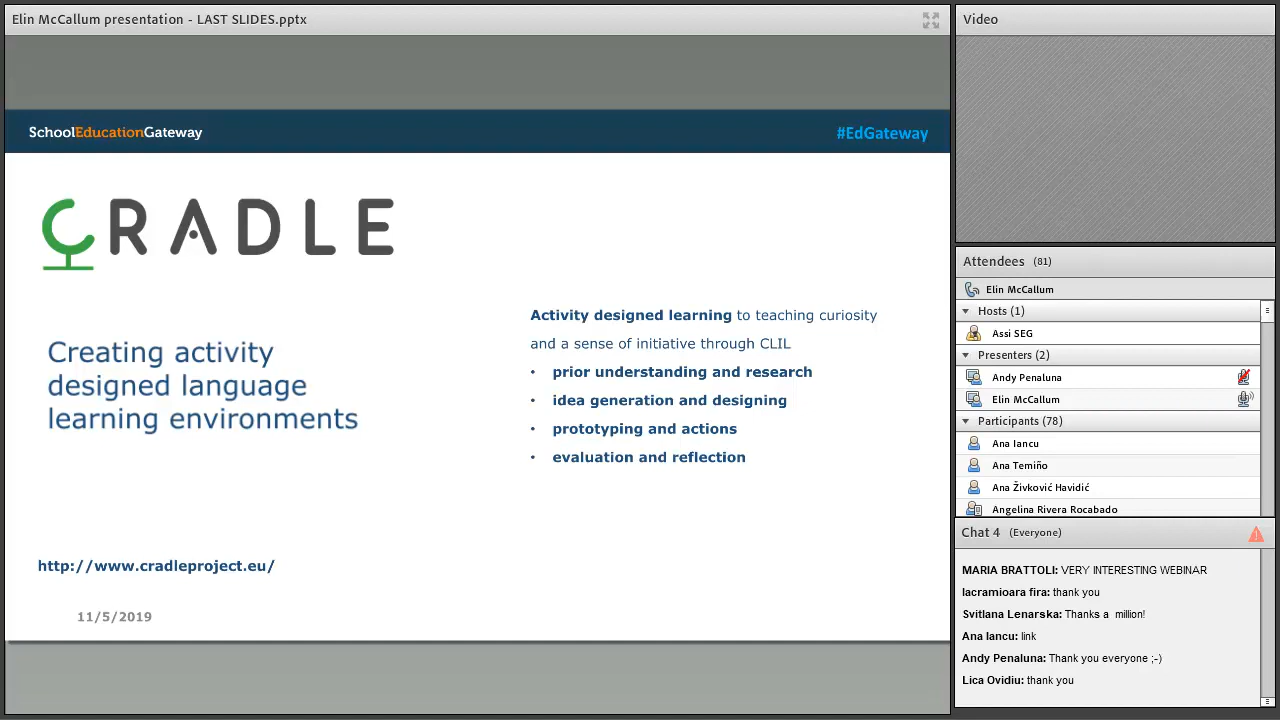 Elin McCallum presentation - LAST SLIDES.pptx
SchoolEducationGateway
#EdGateway
CRADLE
Creating activity
designed language
learning environments
Activity designed learning to teaching curiosity
and a sense of initiative through CLIL
• prior understanding and research
• idea generation and designing
• prototyping and actions
• evaluation and reflection
http://www.cradleproject.eu/
11/5/2019
Video
Attendees (81)
Elin McCallum
Hosts (1)
Assi SEG
Presenters (2)
Andy Penaluna
Elin McCallum
Participants (78)
Ana Iancu
Ana Temiño
Ana Živković Havidić
Angelina Rivera Rocabado
Chat 4 (Everyone)
MARIA BRATTOLI: VERY INTERESTING WEBINAR
lacramioara fira: thank you
Svitlana Lenarska: Thanks a million!
Ana Iancu: link
Andy Penaluna: Thank you everyone ;-)
Lica Ovidiu: thank you